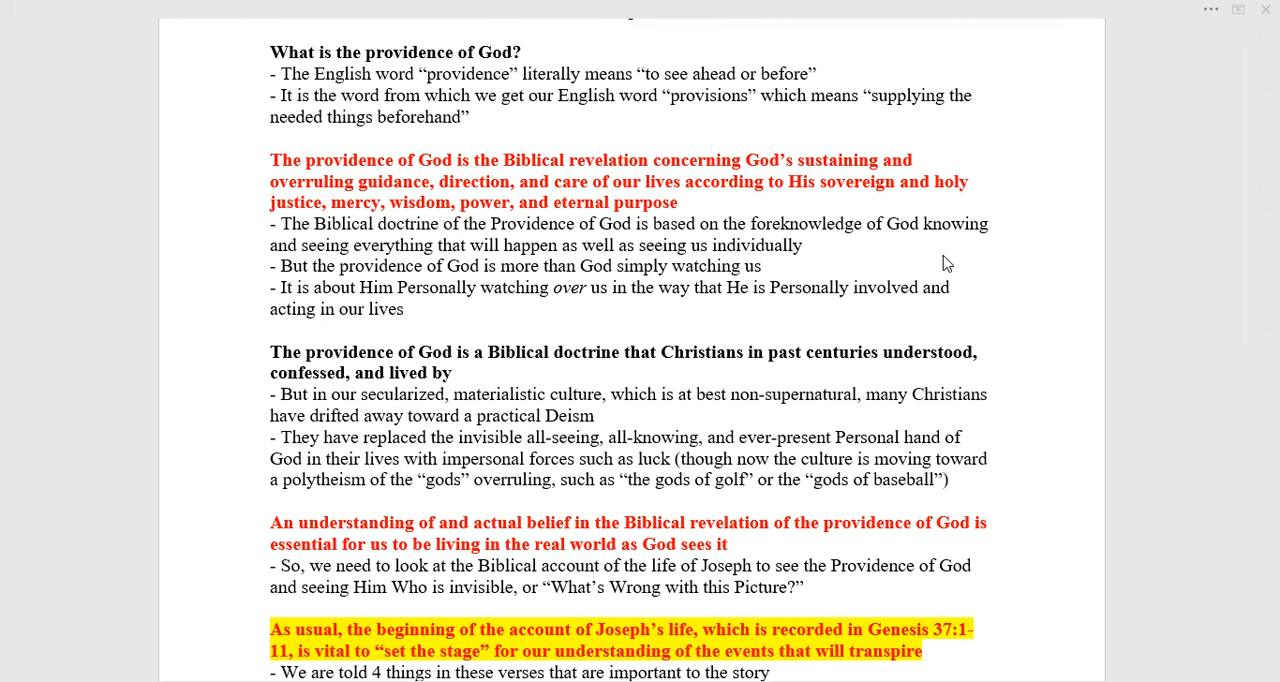 What is the providence of God?
- The English word “providence” literally means “to see ahead or before”
- It is the word from which we get our English word “provisions” which means “supplying the
needed things beforehand”
The providence of God is the Biblical revelation concerning God’s sustaining and
overruling guidance, direction, and care of our lives according to His sovereign and holy
justice, mercy, wisdom, power, and eternal purpose
- The Biblical doctrine of the Providence of God is based on the foreknowledge of God knowing
and seeing everything that will happen as well as seeing us individually
- But the providence of God is more than God simply watching us
- It is about Him Personally watching over us in the way that He is Personally involved and
acting in our lives
The providence of God is a Biblical doctrine that Christians in past centuries understood,
confessed, and lived by
- But in our secularized, materialistic culture, which is at best non-supernatural, many Christians
have drifted away toward a practical Deism
- They have replaced the invisible all-seeing, all-knowing, and ever-present Personal hand of
God in their lives with impersonal forces such as luck (though now the culture is moving toward
a polytheism of the “gods” overruling, such as “the gods of golf” or the “gods of baseball”)
An understanding of and actual belief in the Biblical revelation of the providence of God is
essential for us to be living in the real world as God sees it
- So, we need to look at the Biblical account of the life of Joseph to see the Providence of God
and seeing Him Who is invisible, or “What’s Wrong with this Picture?”
As usual, the beginning of the account of Joseph’s life, which is recorded in Genesis 37:1-
11, is vital to “set the stage” for our understanding of the events that will transpire
- We are told 4 things in these verses that are important to the story